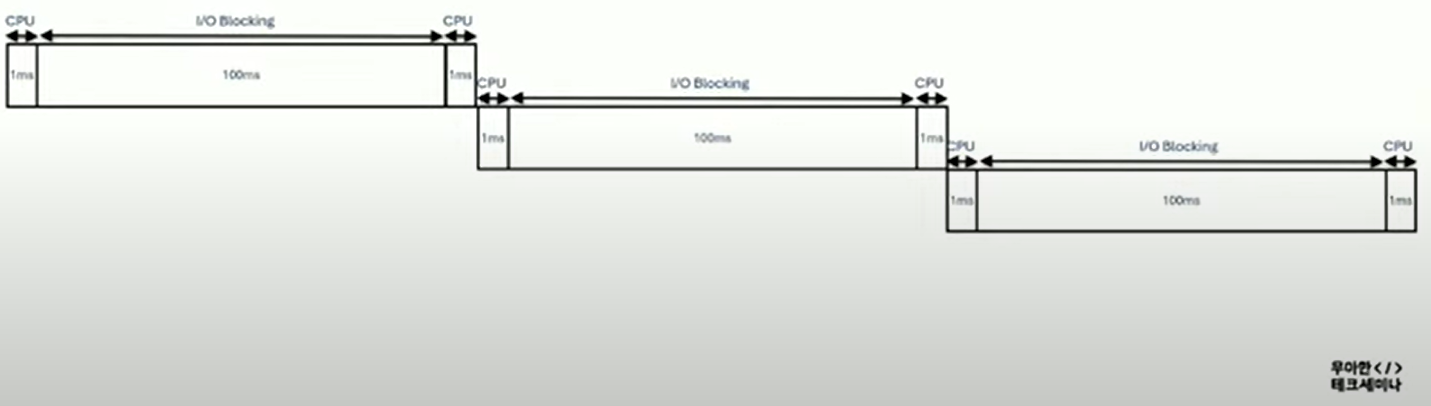 CPU
I/O Blocking
CPU
1ms
100ms
1ms
CPU
I/O Blocking
CPU
1ms
100ms
1ms
CPU
I/O Blocking
CPU
1ms
100ms
1ms
우아한</>
테크세미나